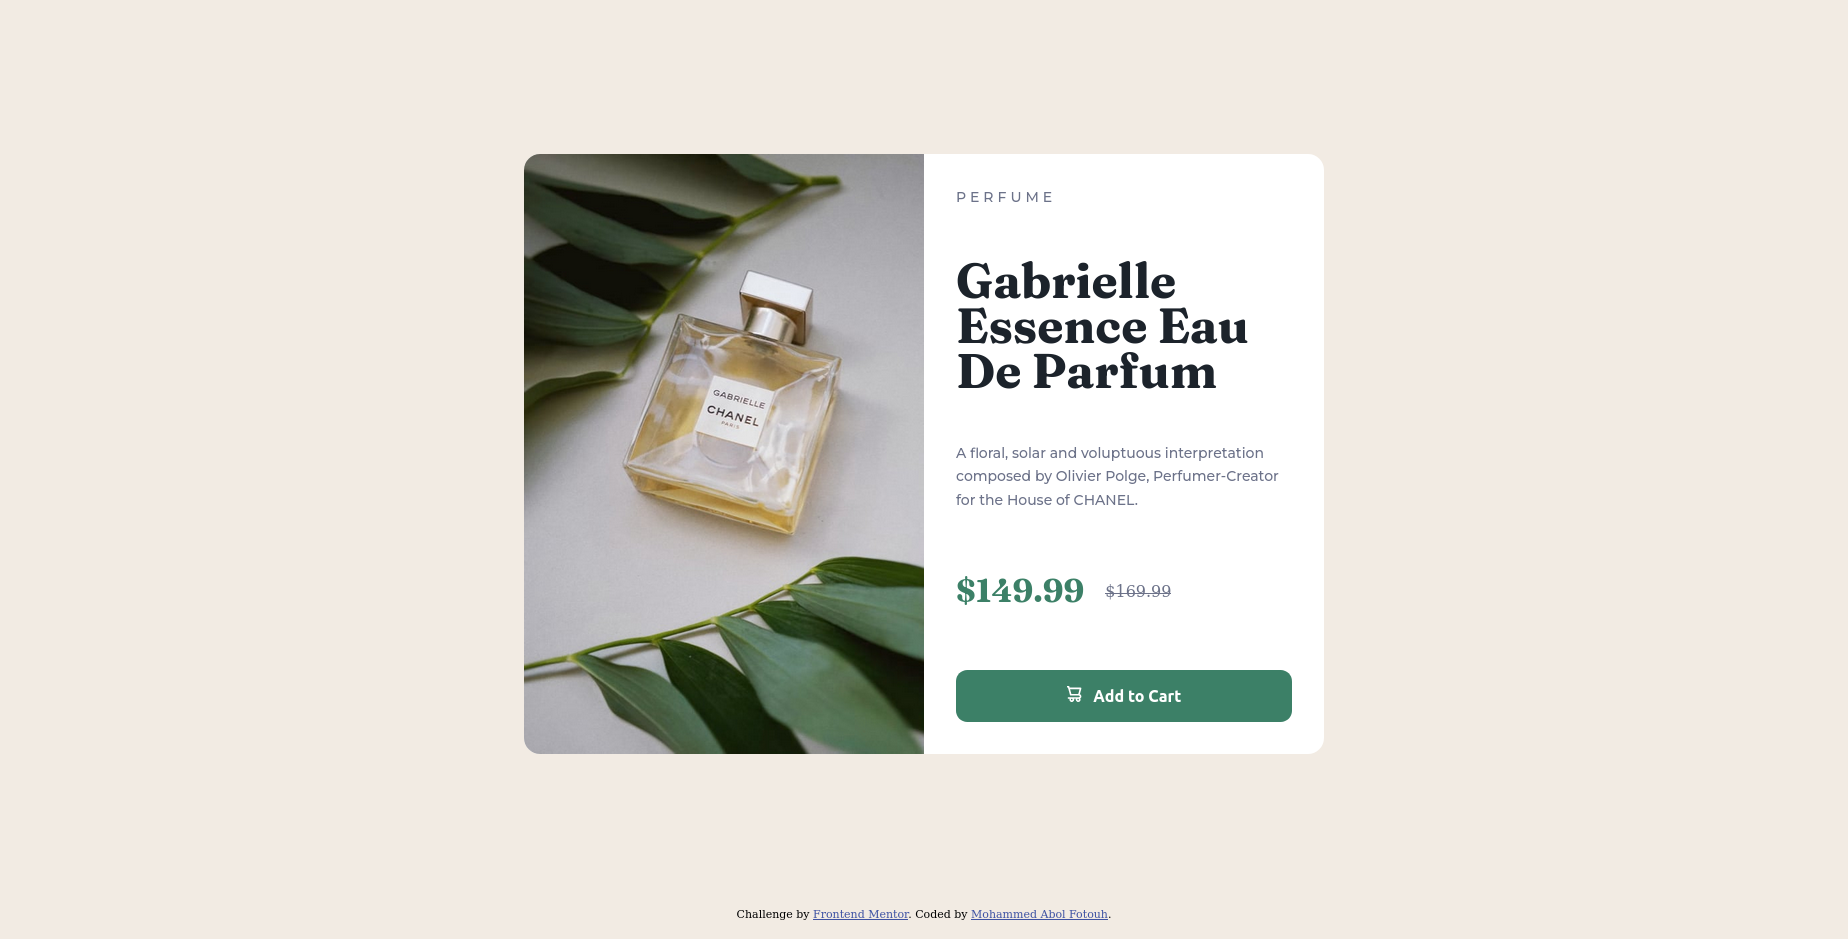 GABRIELLE
CHANEL
PARIS
PERFUME
Gabrielle
Essence Eau
De Parfum
A floral, solar and voluptuous interpretation
composed by Olivier Polge, Perfumer-Creator
for the House of CHANEL.
$149.99 $169.99
Add to Cart
Challenge by Frontend Mentor. Coded by Mohammed Abol Fotouh.